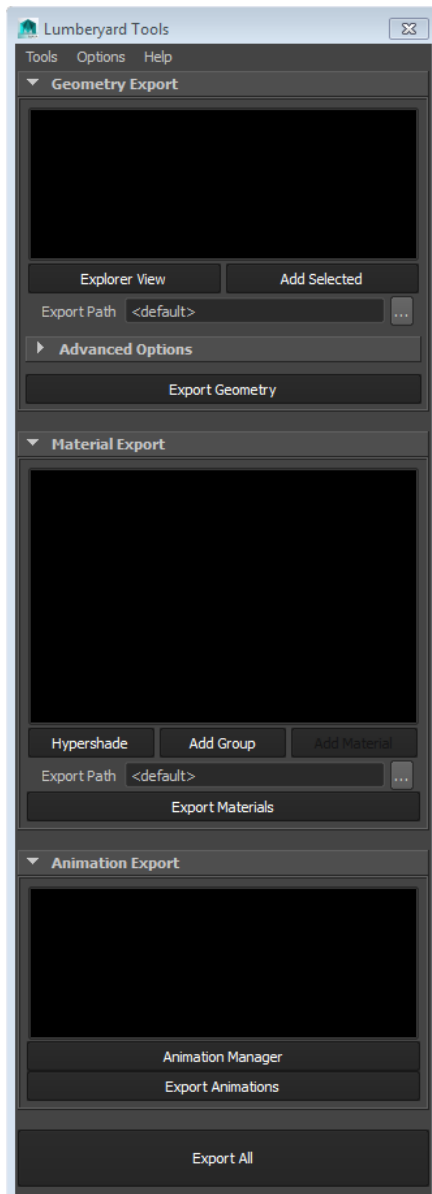 Lumberyard Tools
Tools Options Help
Geometry Export
Explorer View Add Selected
Export Path <default> ...
Advanced Options
Export Geometry
Material Export
Hypershade Add Group Add Material
Export Path <default> ...
Export Materials
Animation Export
Animation Manager
Export Animations
Export All